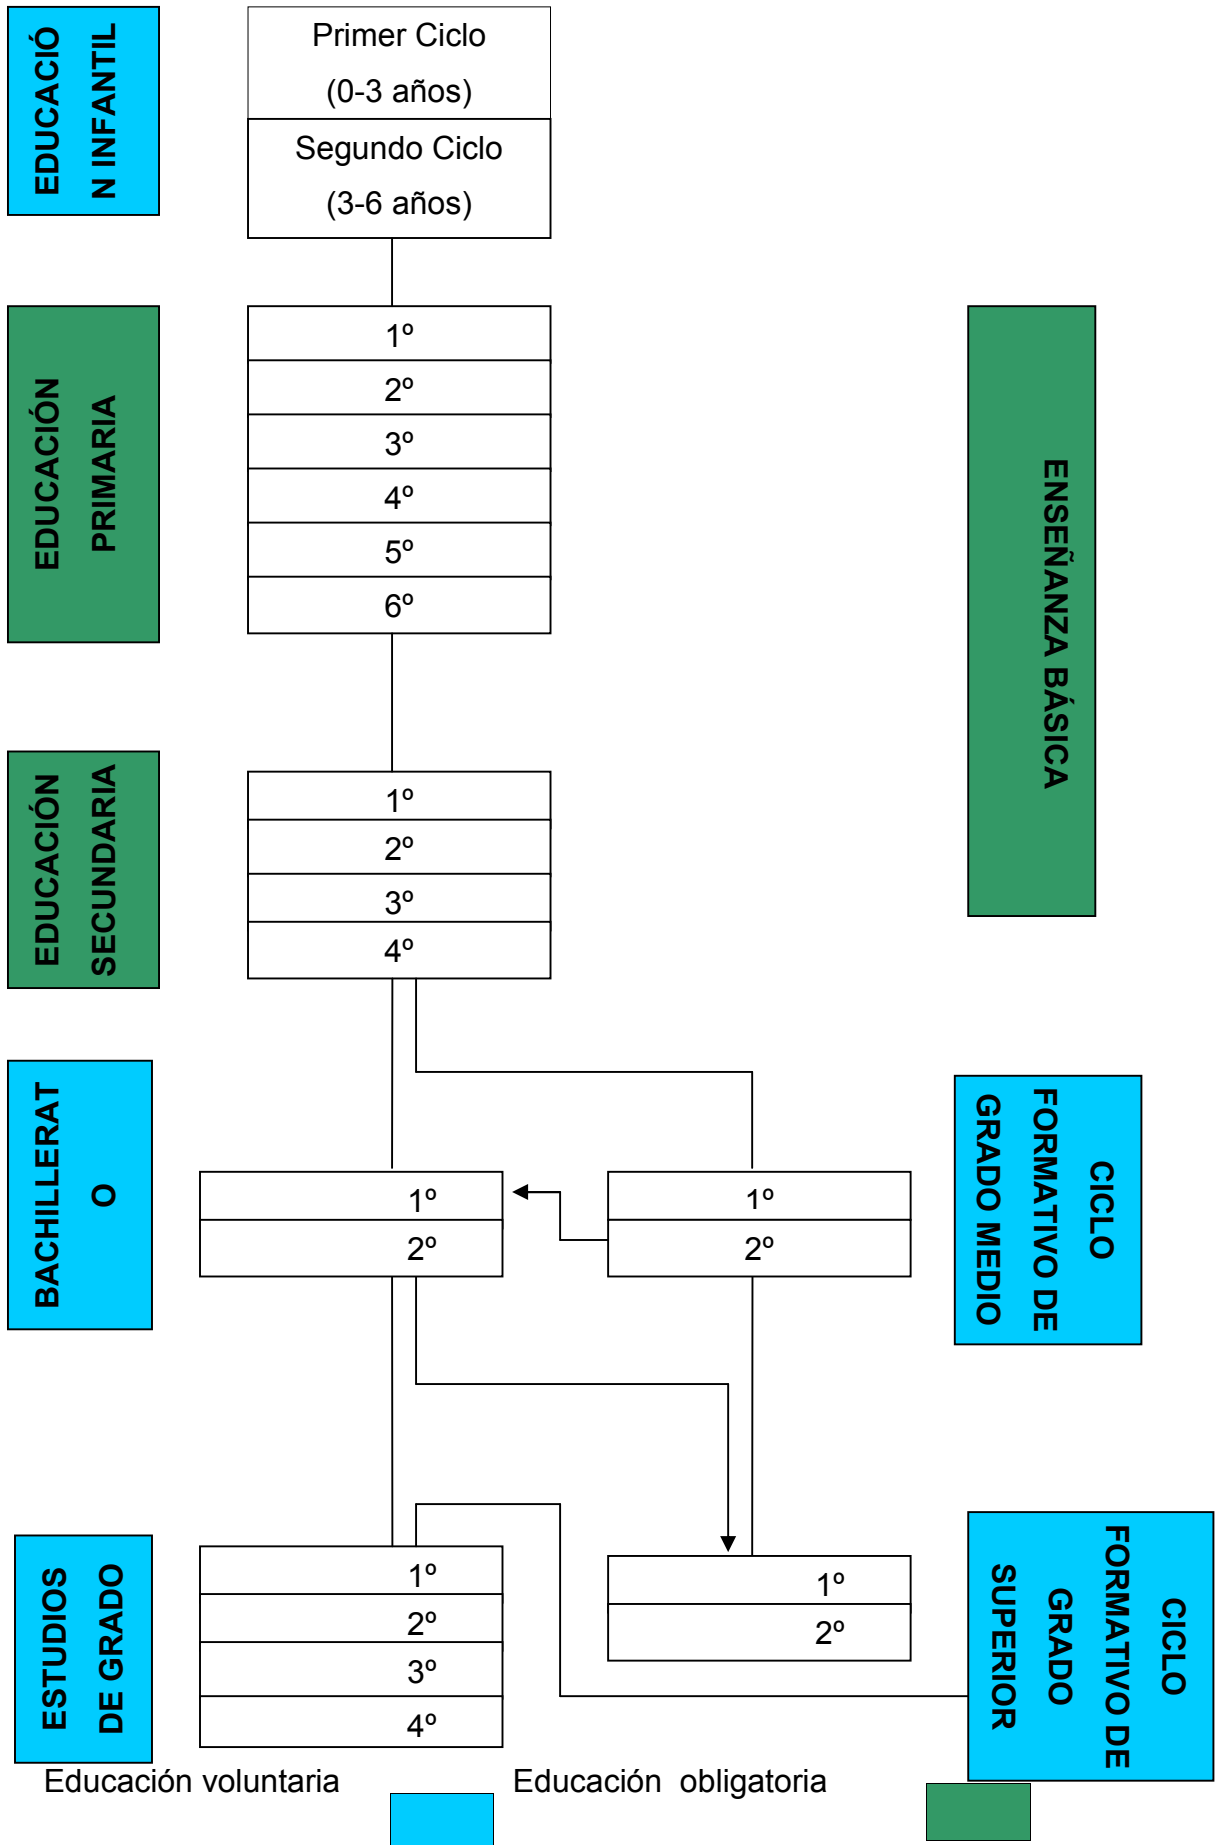 EDUCACIÓ
N INFANTIL
Primer Ciclo
(0-3 años)
Segundo Ciclo
(3-6 años)
EDUCACIÓN
PRIMARIA
1º
2º
3º
4º
5º
6º
ENSEÑANZA BÁSICA
EDUCACIÓN
SECUNDARIA
1º
2º
3º
4º
BACHILLERAT
O
1º
2º
1º
2º
CICLO
FORMATIVO DE
GRADO MEDIO
ESTUDIOS
DE GRADO
1º
2º
3º
4º
1º
2º
CICLO
FORMATIVO DE
GRADO
SUPERIOR
Educación voluntaria
Educación  obligatoria